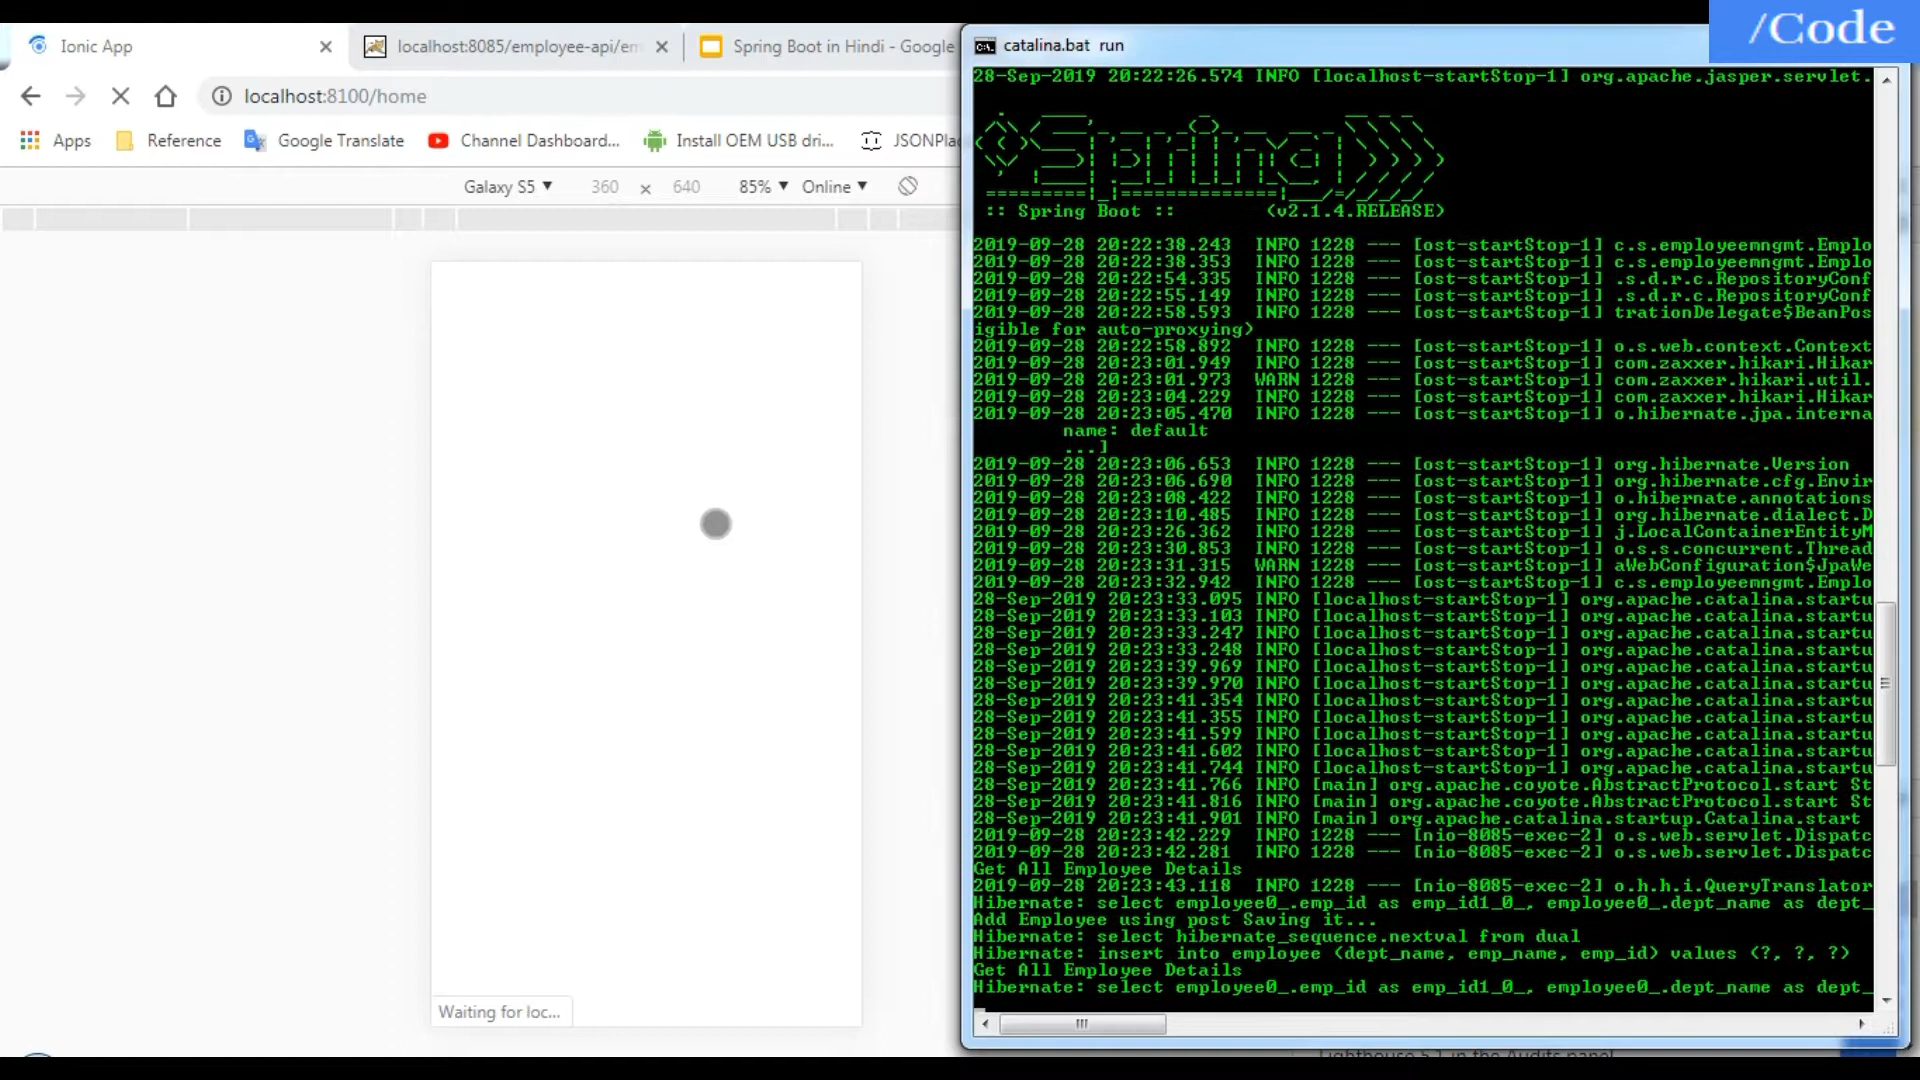 /Code
Ionic App
localhost:8085/employee-api/em
Spring Boot in Hindi - Google
localhost:8100/home
Apps
Reference
Google Translate
Channel Dashboard...
Install OEM USB dri...
JSONPla
Galaxy S5
360 x 640
85%
Online
Waiting for loc...
catalina.bat run
28-Sep-2019 20:22:26.574 INFO [localhost-startStop-1] org.apache.jasper.servlet.
:: Spring Boot :: (v2.1.4.RELEASE)
2019-09-28 20:22:38.243 INFO 1228 --- [ost-startStop-1] c.s.employeemngmt.Emplo
2019-09-28 20:22:38.353 INFO 1228 --- [ost-startStop-1] c.s.employeemngmt.Emplo
2019-09-28 20:22:54.335 INFO 1228 --- [ost-startStop-1] .s.d.r.c.RepositoryConf
2019-09-28 20:22:55.149 INFO 1228 --- [ost-startStop-1] .s.d.r.c.RepositoryConf
2019-09-28 20:22:58.593 INFO 1228 --- [ost-startStop-1] trationDelegate$BeanPos
igible for auto-proxying)
2019-09-28 20:22:58.892 INFO 1228 --- [ost-startStop-1] o.s.web.context.Context
2019-09-28 20:23:01.949 INFO 1228 --- [ost-startStop-1] com.zaxxer.hikari.Hikar
2019-09-28 20:23:01.973 WARN 1228 --- [ost-startStop-1] com.zaxxer.hikari.util.
2019-09-28 20:23:04.229 INFO 1228 --- [ost-startStop-1] com.zaxxer.hikari.Hikar
2019-09-28 20:23:05.470 INFO 1228 --- [ost-startStop-1] o.hibernate.jpa.interna
name: default
...]
2019-09-28 20:23:06.653 INFO 1228 --- [ost-startStop-1] org.hibernate.Version
2019-09-28 20:23:06.690 INFO 1228 --- [ost-startStop-1] org.hibernate.cfg.Envir
2019-09-28 20:23:08.422 INFO 1228 --- [ost-startStop-1] o.hibernate.annotations
2019-09-28 20:23:10.485 INFO 1228 --- [ost-startStop-1] org.hibernate.dialect.D
2019-09-28 20:23:26.362 INFO 1228 --- [ost-startStop-1] j.LocalContainerEntityM
2019-09-28 20:23:30.853 INFO 1228 --- [ost-startStop-1] o.s.s.concurrent.Thread
2019-09-28 20:23:31.315 WARN 1228 --- [ost-startStop-1] aWebConfiguration$JpaWe
2019-09-28 20:23:32.942 INFO 1228 --- [ost-startStop-1] c.s.employeemngmt.Emplo
28-Sep-2019 20:23:33.095 INFO [localhost-startStop-1] org.apache.catalina.startu
28-Sep-2019 20:23:33.103 INFO [localhost-startStop-1] org.apache.catalina.startu
28-Sep-2019 20:23:33.247 INFO [localhost-startStop-1] org.apache.catalina.startu
28-Sep-2019 20:23:33.248 INFO [localhost-startStop-1] org.apache.catalina.startu
28-Sep-2019 20:23:39.969 INFO [localhost-startStop-1] org.apache.catalina.startu
28-Sep-2019 20:23:39.970 INFO [localhost-startStop-1] org.apache.catalina.startu
28-Sep-2019 20:23:41.354 INFO [localhost-startStop-1] org.apache.catalina.startu
28-Sep-2019 20:23:41.355 INFO [localhost-startStop-1] org.apache.catalina.startu
28-Sep-2019 20:23:41.599 INFO [localhost-startStop-1] org.apache.catalina.startu
28-Sep-2019 20:23:41.602 INFO [localhost-startStop-1] org.apache.catalina.startu
28-Sep-2019 20:23:41.744 INFO [localhost-startStop-1] org.apache.catalina.startu
28-Sep-2019 20:23:41.766 INFO [main] org.apache.coyote.AbstractProtocol.start St
28-Sep-2019 20:23:41.816 INFO [main] org.apache.coyote.AbstractProtocol.start St
28-Sep-2019 20:23:41.901 INFO [main] org.apache.catalina.startup.Catalina.start
2019-09-28 20:23:42.229 INFO 1228 --- [nio-8085-exec-2] o.s.web.servlet.Dispatc
2019-09-28 20:23:42.281 INFO 1228 --- [nio-8085-exec-2] o.s.web.servlet.Dispatc
Get All Employee Details
2019-09-28 20:23:43.118 INFO 1228 --- [nio-8085-exec-2] o.h.h.i.QueryTranslator
Hibernate: select employee0_.emp_id as emp_id1_0_, employee0_.dept_name as dept_
Add Employee using post Saving it...
Hibernate: select hibernate_sequence.nextval from dual
Hibernate: insert into employee (dept_name, emp_name, emp_id) values (?, ?, ?)
Get All Employee Details
Hibernate: select employee0_.emp_id as emp_id1_0_, employee0_.dept_name as dept_